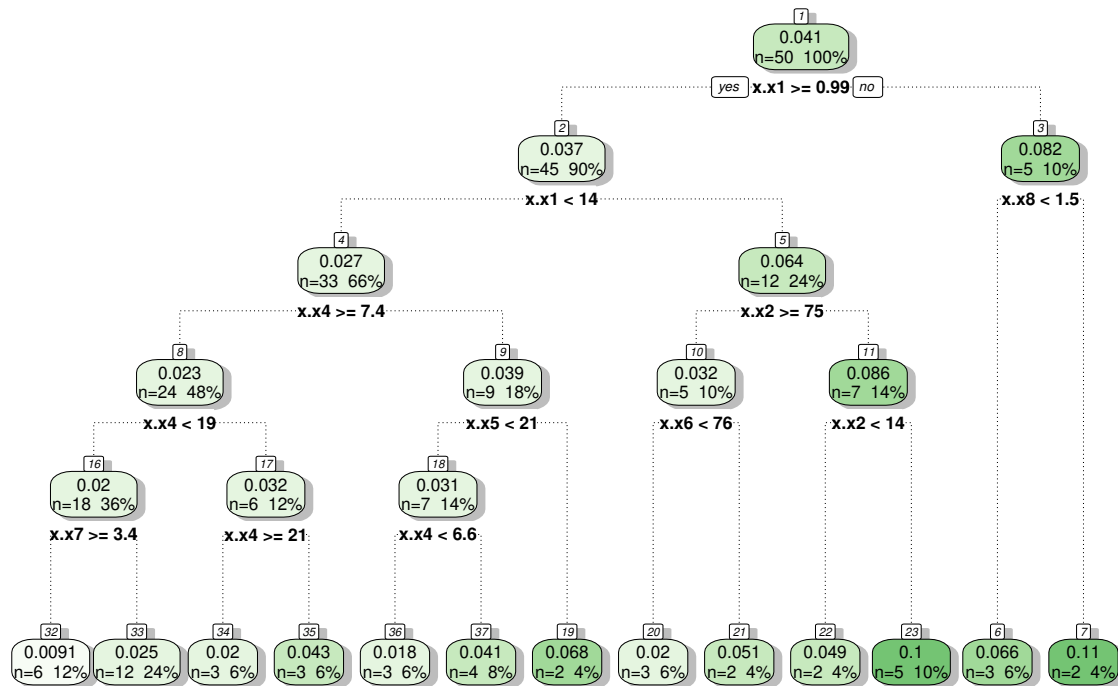 1
0.041
n=50 100%
yes x.x1 >= 0.99 no
2
0.037
n=45 90%
3
0.082
n=5 10%
x.x1 < 14
x.x8 < 1.5
4
0.027
n=33 66%
5
0.064
n=12 24%
x.x4 >= 7.4
x.x2 >= 75
8
0.023
n=24 48%
9
0.039
n=9 18%
10
0.032
n=5 10%
11
0.086
n=7 14%
x.x4 < 19
x.x5 < 21
x.x6 < 76
x.x2 < 14
16
0.02
n=18 36%
17
0.032
n=6 12%
18
0.031
n=7 14%
x.x7 >= 3.4
x.x4 >= 21
x.x4 < 6.6
32
0.0091
n=6 12%
33
0.025
n=12 24%
34
0.02
n=3 6%
35
0.043
n=3 6%
36
0.018
n=3 6%
37
0.041
n=4 8%
19
0.068
n=2 4%
20
0.02
n=3 6%
21
0.051
n=2 4%
22
0.049
n=2 4%
23
0.1
n=5 10%
6
0.066
n=3 6%
7
0.11
n=2 4%